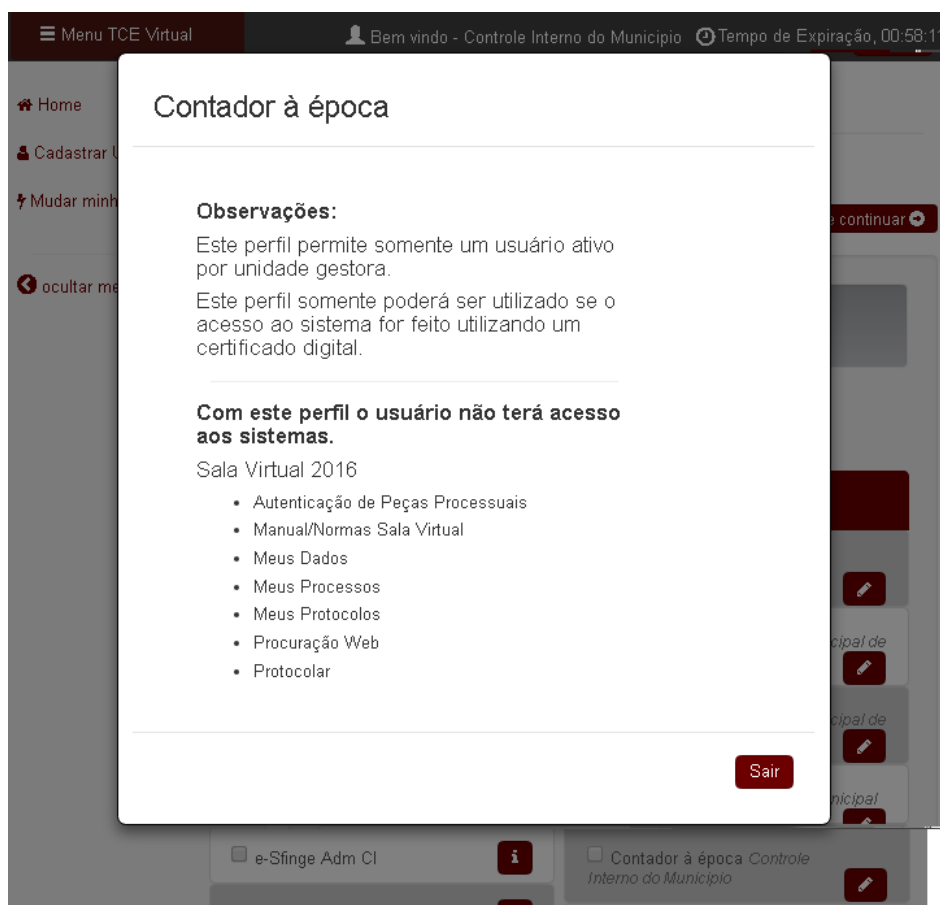 Menu TCE Virtual
Bem vindo - Controle Interno do Municipio
Tempo de Expiração, 00:58:1
Home
Cadastrar
Mudar minh
ocultar me
continuar
Contador à época
Observações:
Este perfil permite somente um usuário ativo
por unidade gestora.
Este perfil somente poderá ser utilizado se o
acesso ao sistema for feito utilizando um
certificado digital.
Com este perfil o usuário não terá acesso
aos sistemas.
Sala Virtual 2016
Autenticação de Peças Processuais
Manual/Normas Sala Virtual
Meus Dados
Meus Processos
Meus Protocolos
Procuração Web
Protocolar
cipal de
cipal de
nicipal
Sair
e-Sfinge Adm CI
Contador à época Controle
Interno do Município